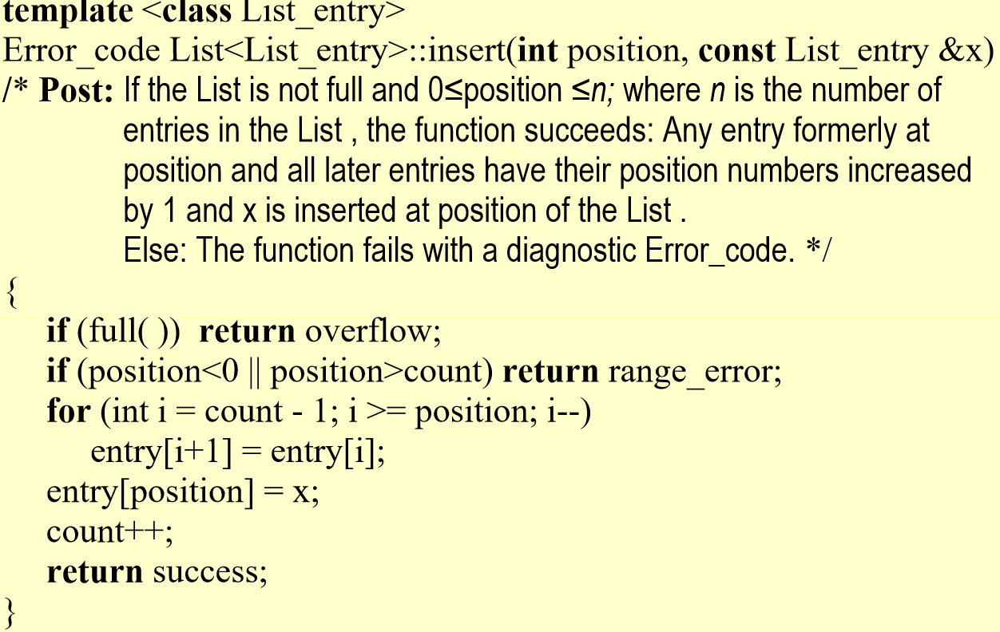 template <class List_entry>
Error_code List<List_entry>::insert(int position, const List_entry &x)
/* Post: If the List is not full and 0≤position ≤n; where n is the number of
entries in the List , the function succeeds: Any entry formerly at
position and all later entries have their position numbers increased
by 1 and x is inserted at position of the List .
Else: The function fails with a diagnostic Error_code. */
{
if (full( )) return overflow;
if (position<0 || position>count) return range_error;
for (int i = count - 1; i >= position; i--)
entry[i+1] = entry[i];
entry[position] = x;
count++;
return success;
}